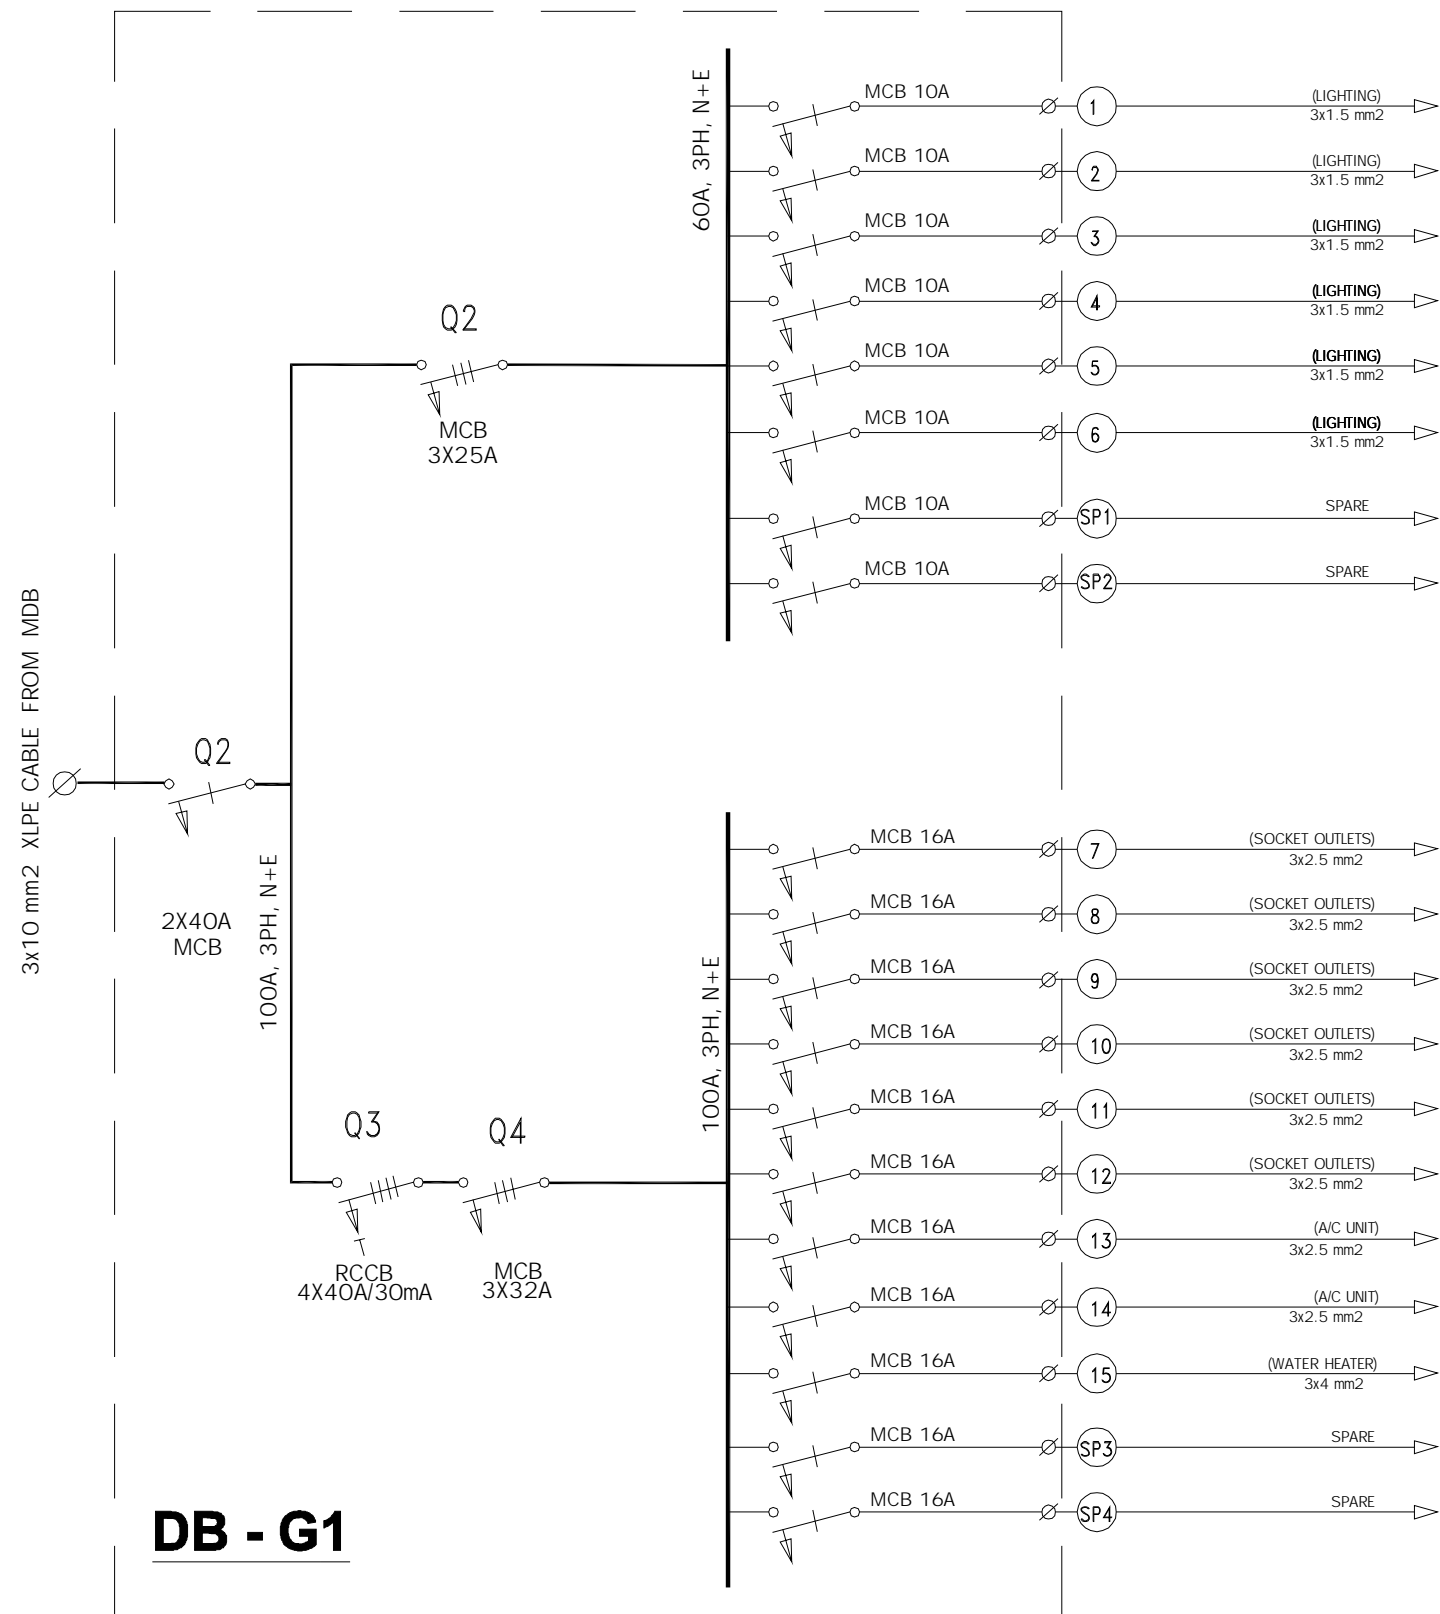 60A, 3PH, N+E
MCB 10A
1
(LIGHTING)
3x1.5 mm2
MCB 10A
2
(LIGHTING)
3x1.5 mm2
MCB 10A
3
(LIGHTING)
3x1.5 mm2
MCB 10A
4
(LIGHTING)
3x1.5 mm2
Q2
MCB
3X25A
MCB 10A
5
(LIGHTING)
3x1.5 mm2
MCB 10A
6
(LIGHTING)
3x1.5 mm2
MCB 10A
SP1
SPARE
MCB 10A
SP2
SPARE
3x10 mm2 XLPE CABLE FROM MDB
Q2
2X40A
MCB
100A, 3PH, N+E
100A, 3PH, N+E
MCB 16A
7
(SOCKET OUTLETS)
3x2.5 mm2
MCB 16A
8
(SOCKET OUTLETS)
3x2.5 mm2
MCB 16A
9
(SOCKET OUTLETS)
3x2.5 mm2
MCB 16A
10
(SOCKET OUTLETS)
3x2.5 mm2
MCB 16A
11
(SOCKET OUTLETS)
3x2.5 mm2
Q3
RCCB
4X40A/30mA
Q4
MCB
3X32A
MCB 16A
12
(SOCKET OUTLETS)
3x2.5 mm2
MCB 16A
13
(A/C UNIT)
3x2.5 mm2
MCB 16A
14
(A/C UNIT)
3x2.5 mm2
MCB 16A
15
(WATER HEATER)
3x4 mm2
MCB 16A
SP3
SPARE
MCB 16A
SP4
SPARE
DB - G1